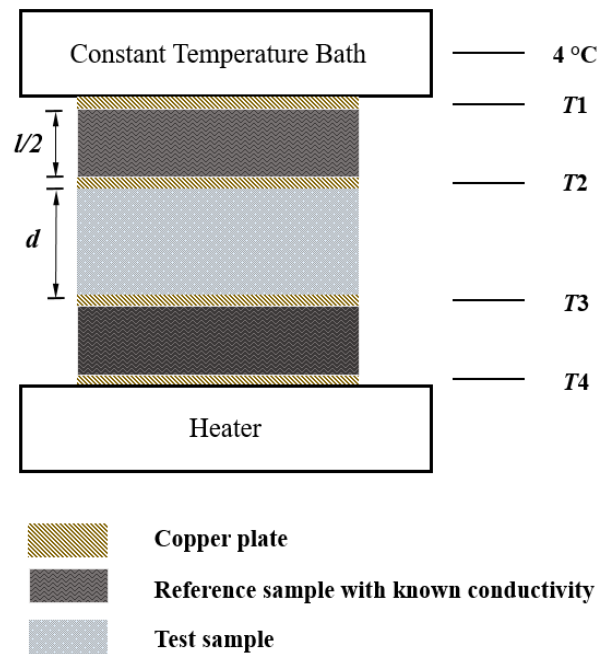 Constant Temperature Bath
4 °C
T1
l/2
T2
d
T3
T4
Heater
Copper plate
Reference sample with known conductivity
Test sample